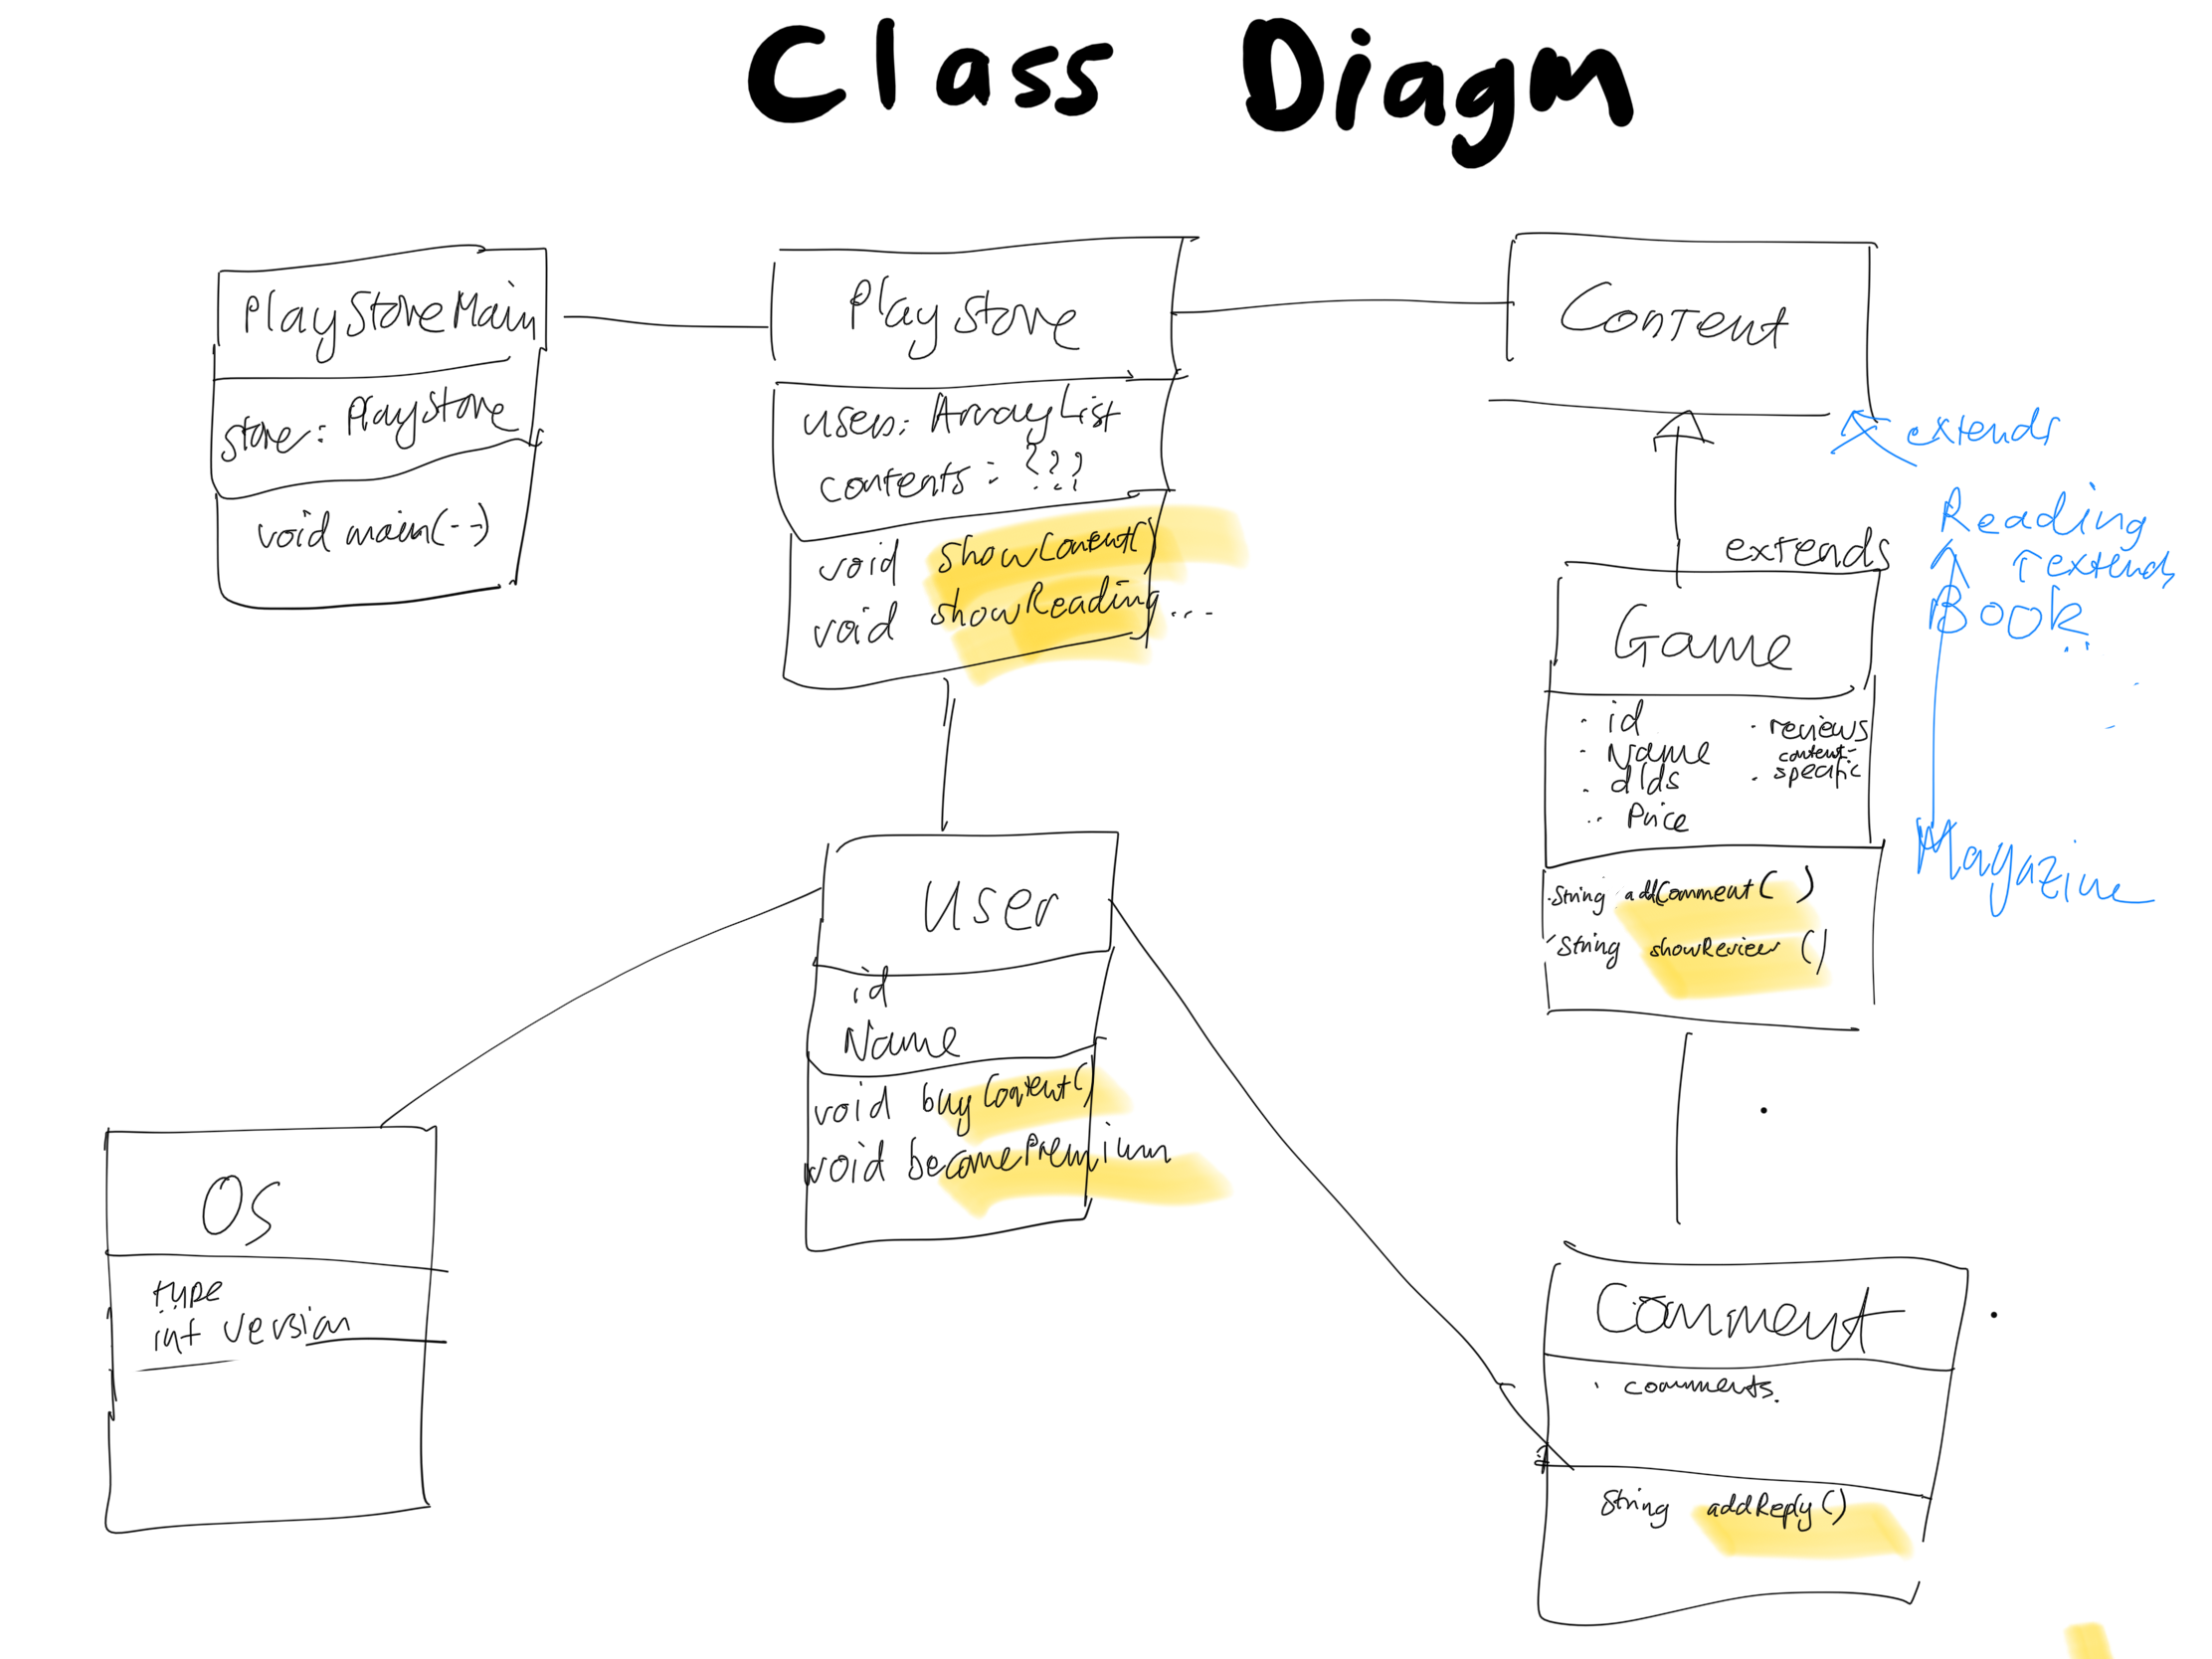 Class Diagm
PlayStoreMain
store: PlayStore
void main(--)
Play Store
users: ArrayList
contents: ???
void showContent()
void showReading...
Content
extends
Reading
extends
Book
Magazine
extends
Game
· id
· Name
· dlds
·· Price
· reviews
content-
· specific
String addComment( )
String showReview ()
User
id
Name
void buyContent()
void becomePremium
OS
type
int version
Comment
· comments.
String addReply()